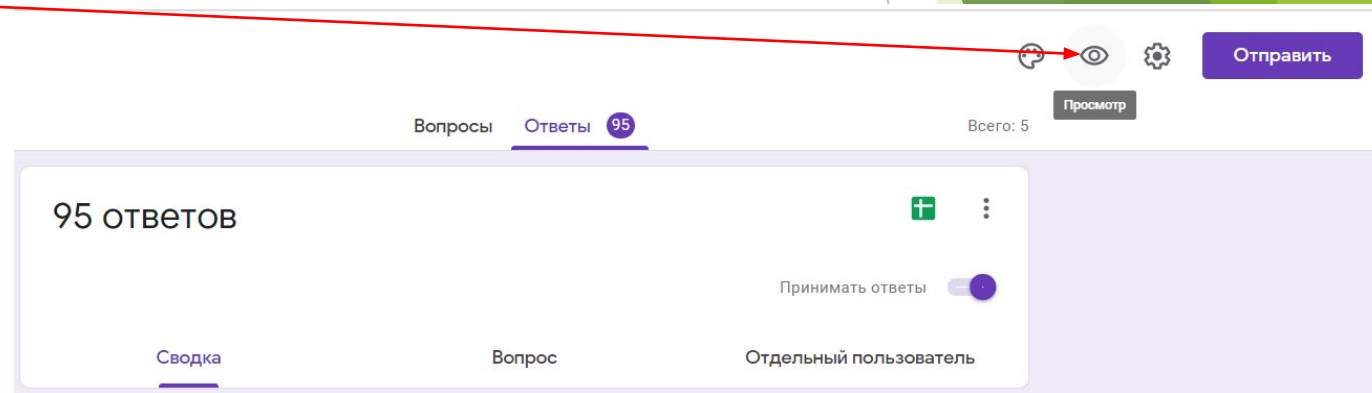 Отправить
Просмотр
Вопросы Ответы 95 Всего: 5
95 ответов
Принимать ответы
Сводка Вопрос Отдельный пользователь